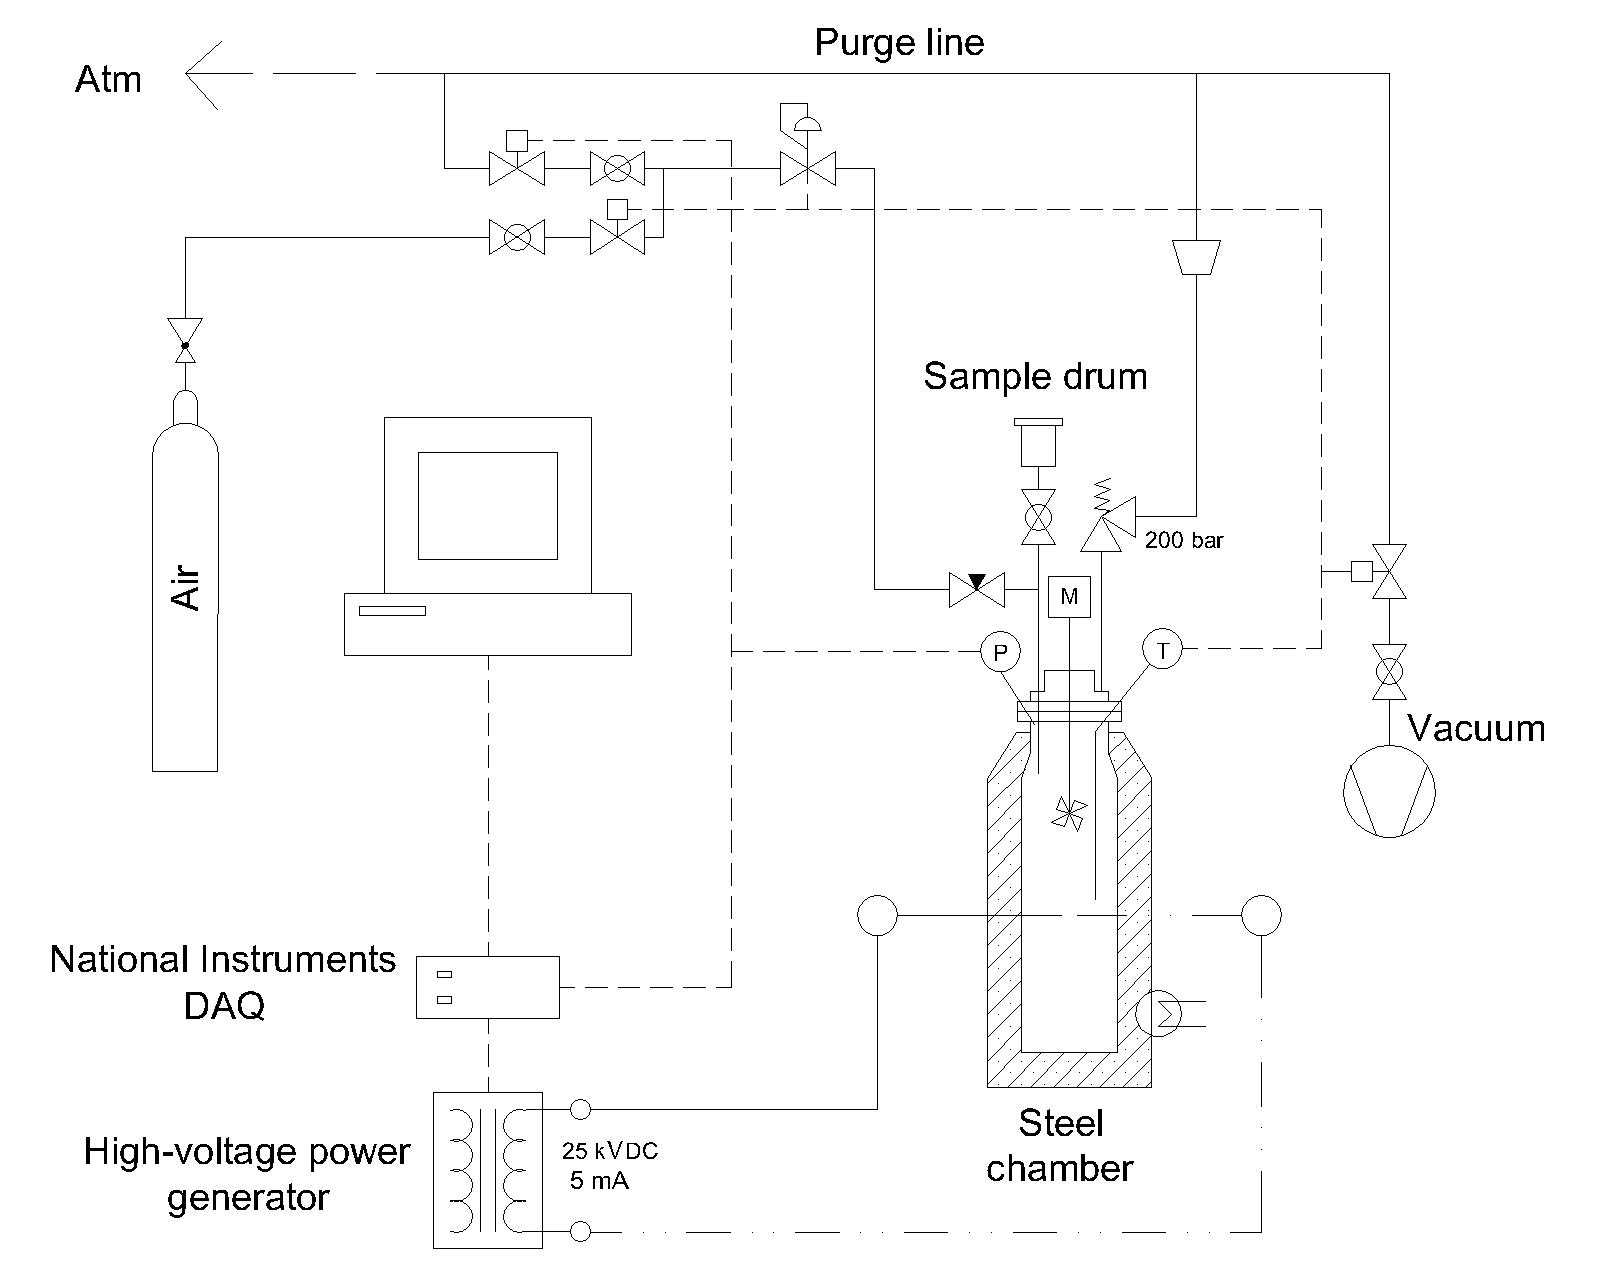 Purge line
Atm
Sample drum
200 bar
Air
M
P
T
Vacuum
National Instruments
DAQ
High-voltage power
generator
25 kVDC
5 mA
Steel
chamber